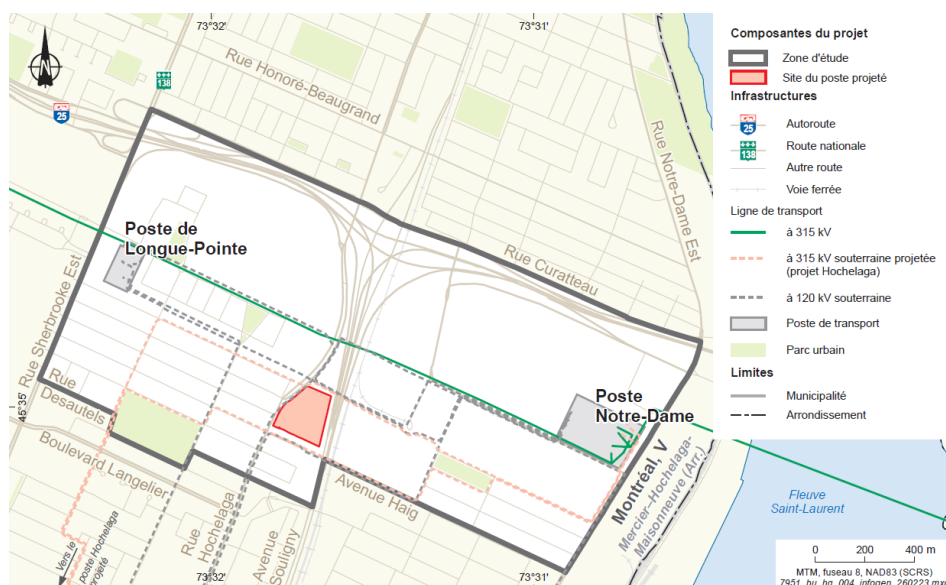 73°32'
73°31'
138
25
Rue Honoré-Beaugrand
Rue Notre-Dame Est
Poste de
Longue-Pointe
Rue Curatteau
Rue Sherbrooke Est
45°35'
Rue
Desautels
Boulevard Langelier
Poste
Notre-Dame
Avenue Haig
Rue
Hochelaga
Avenue
Souligny
Vers le
poste Hochelaga
projeté
Montréal, V
Mercier-Hochelaga-
Maisonneuve (Arr.)
Fleuve
Saint-Laurent
73°32'
73°31'
Composantes du projet
Zone d'étude
Site du poste projeté
Infrastructures
25
Autoroute
138
Route nationale
Autre route
Voie ferrée
Ligne de transport
à 315 kV
à 315 kV souterraine projetée
(projet Hochelaga)
à 120 kV souterraine
Poste de transport
Parc urbain
Limites
Municipalité
Arrondissement
0 200 400 m
MTM, fuseau 8, NAD83 (SCRS)